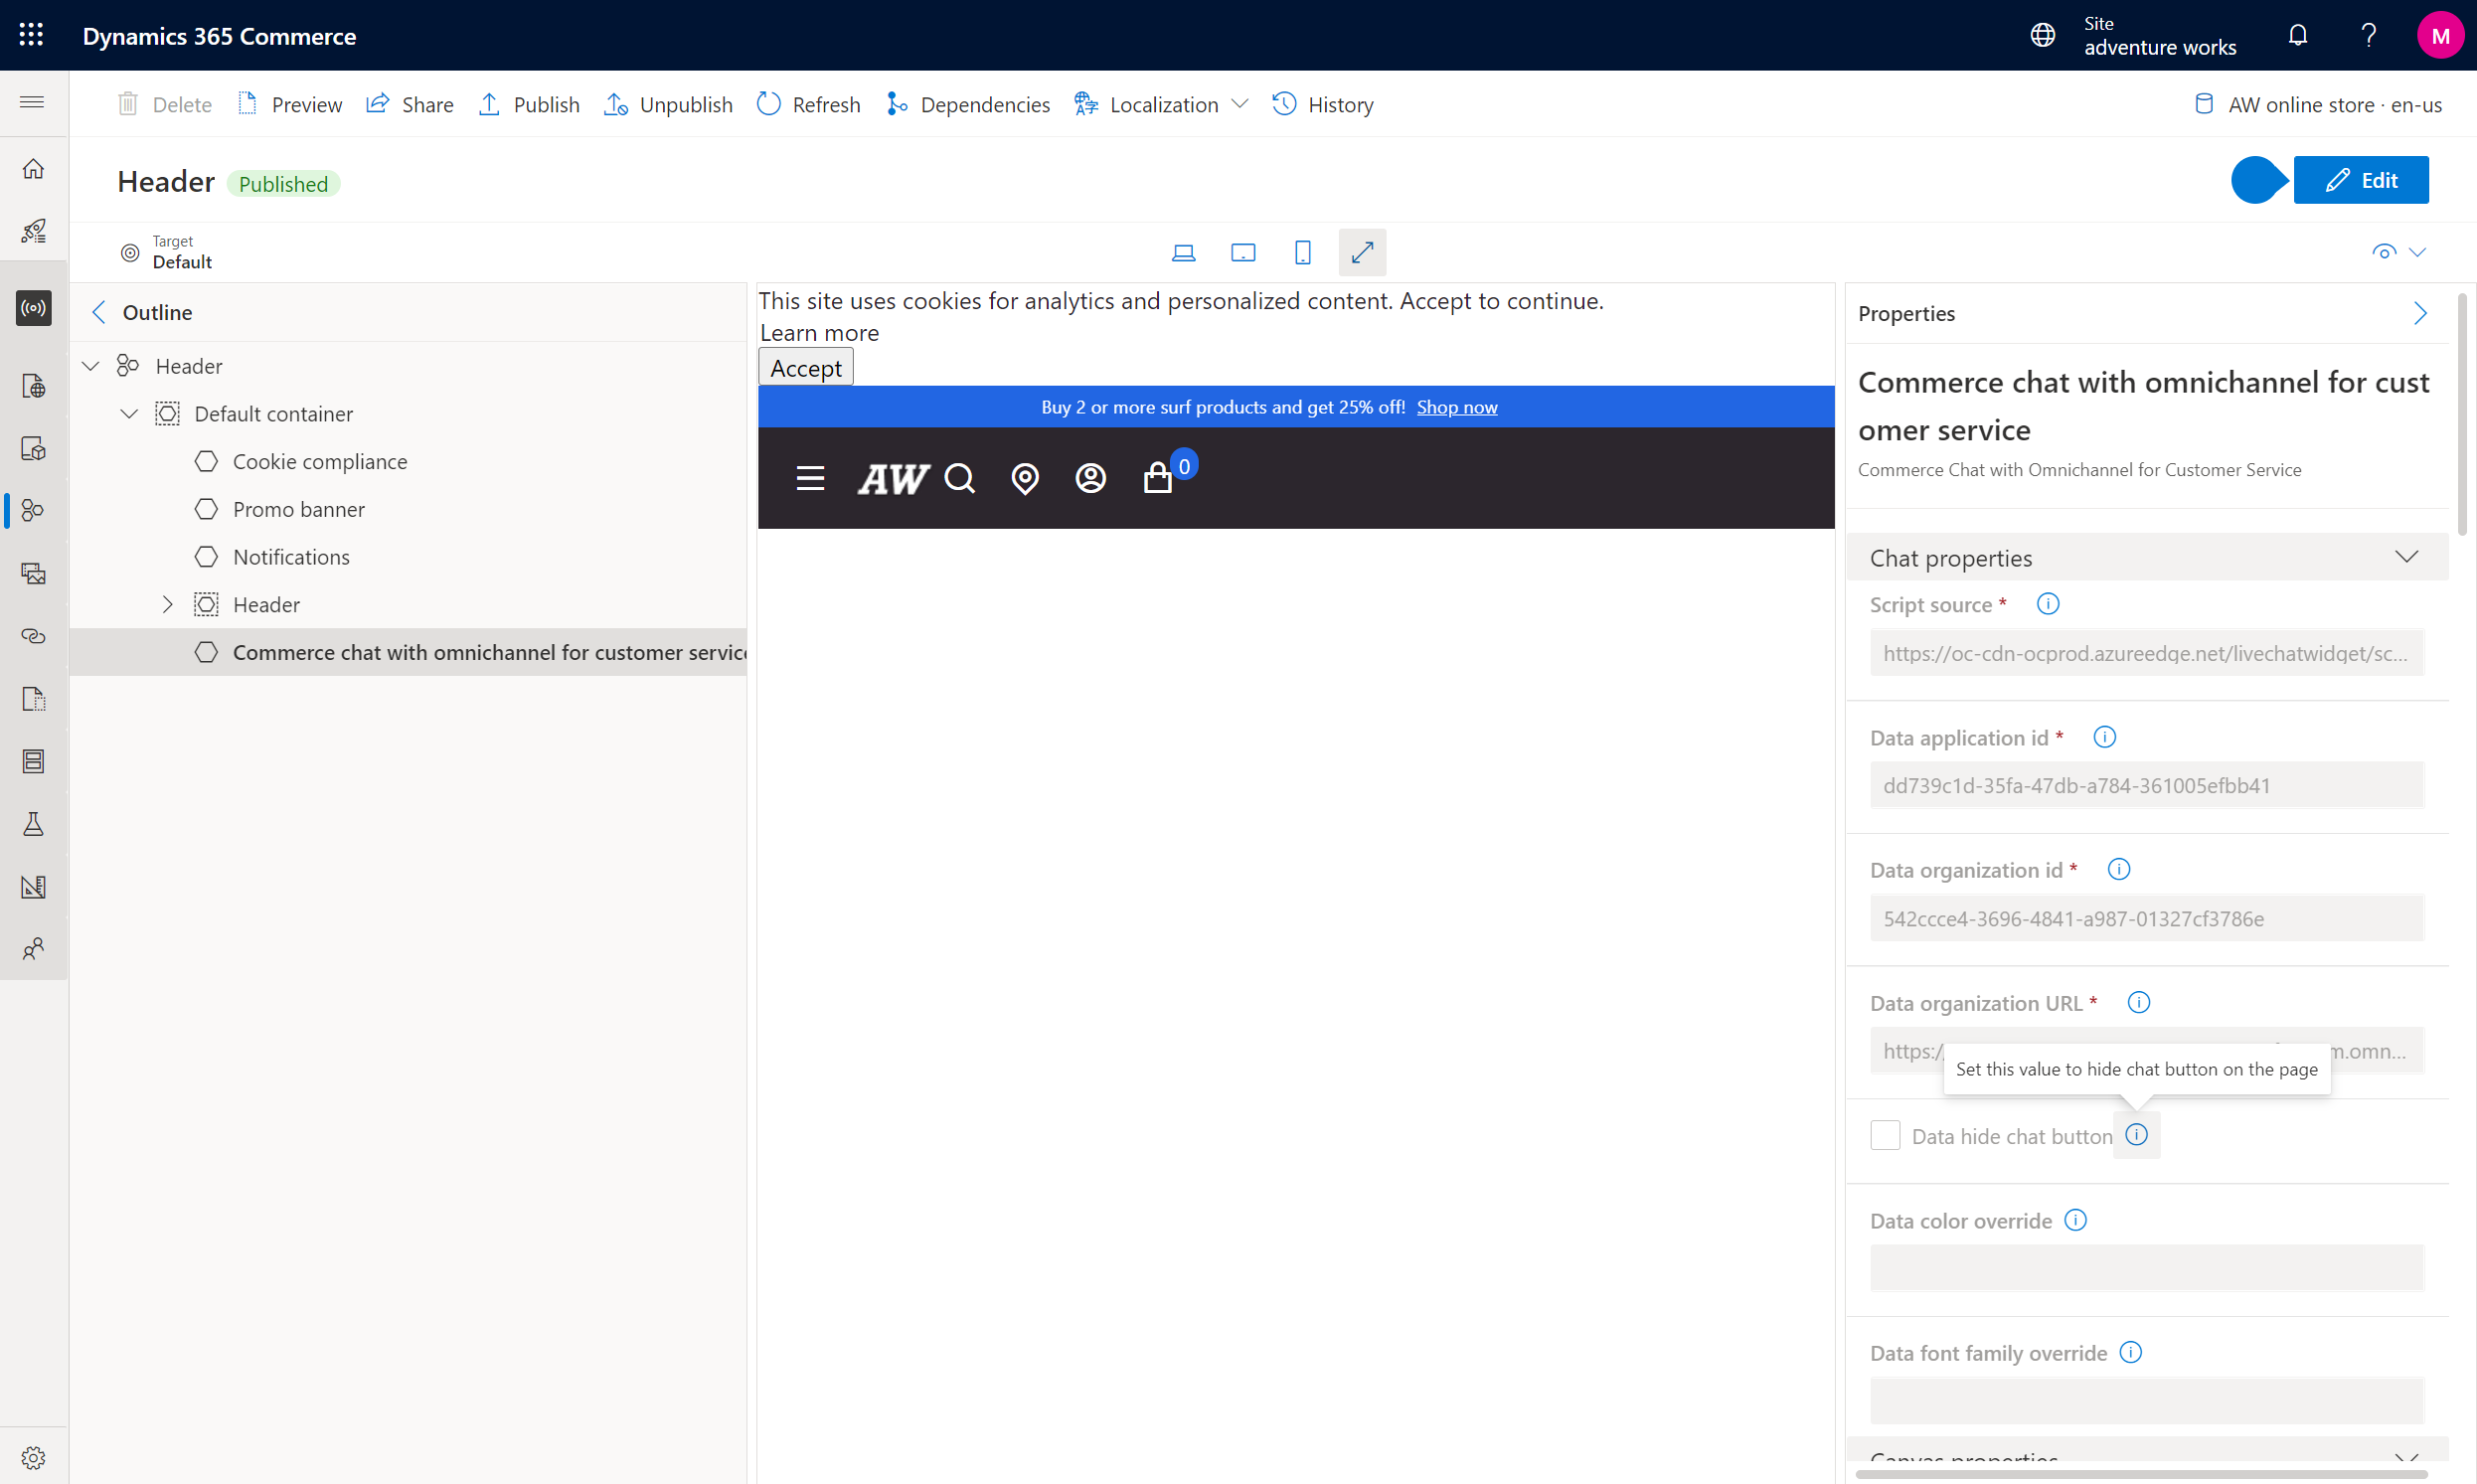 Dynamics 365 Commerce
Site
adventure works
M
Delete
Preview
Share
Publish
Unpublish
Refresh
Dependencies
Localization
History
AW online store · en-us
Header
Published
Edit
Target
Default
Outline
Header
Default container
Cookie compliance
Promo banner
Notifications
Header
Commerce chat with omnichannel for customer service
This site uses cookies for analytics and personalized content. Accept to continue.
Learn more
Accept
Buy 2 or more surf products and get 25% off! Shop now
AW
0
Properties
Commerce chat with omnichannel for cust
omer service
Commerce Chat with Omnichannel for Customer Service
Chat properties
Script source *
https://oc-cdn-ocprod.azureedge.net/livechatwidget/sc...
Data application id *
dd739c1d-35fa-47db-a784-361005efbb41
Data organization id *
542ccce4-3696-4841-a987-01327cf3786e
Data organization URL *
https:/ m.omn...
Set this value to hide chat button on the page
Data hide chat button
Data color override
Data font family override
Canvas properties